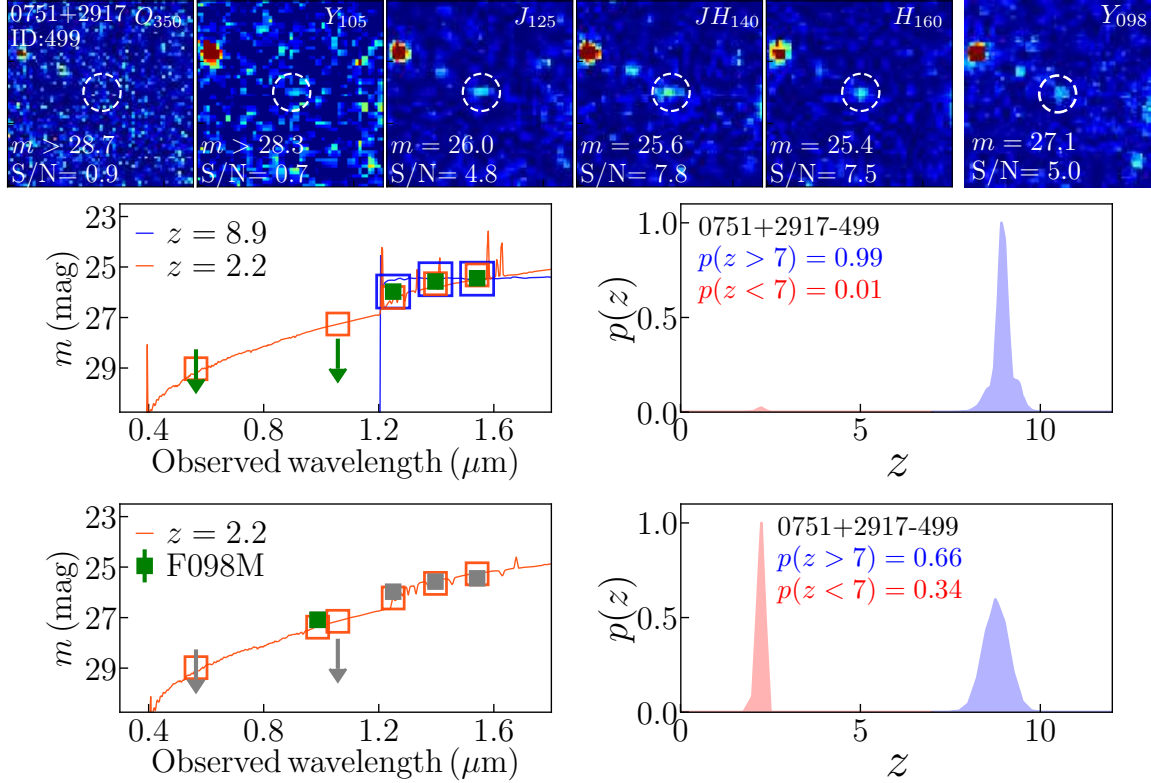 0751+2917 O350
ID:499
m > 28.7
S/N= 0.9
Y105
m > 28.3
S/N= 0.7
J125
m = 26.0
S/N= 4.8
JH140
m = 25.6
S/N= 7.8
H160
m = 25.4
S/N= 7.5
Y098
m = 27.1
S/N= 5.0
23
25
27
29
m (mag)
z = 8.9
z = 2.2
0.4 0.8 1.2 1.6
Observed wavelength (μm)
1.0
0.5
0.0
p(z)
0751+2917-499
p(z > 7) = 0.99
p(z < 7) = 0.01
0 5 10
z
23
25
27
29
m (mag)
z = 2.2
F098M
0.4 0.8 1.2 1.6
Observed wavelength (μm)
1.0
0.5
0.0
p(z)
0751+2917-499
p(z > 7) = 0.66
p(z < 7) = 0.34
0 5 10
z